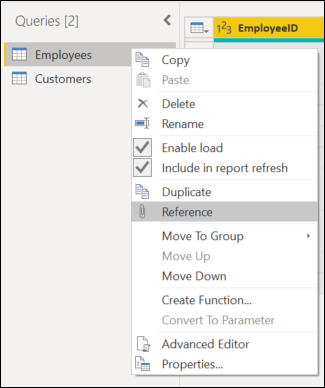 Queries [2]
Employees
Customers
123 EmployeeID
Copy
Paste
Delete
Rename
Enable load
Include in report refresh
Duplicate
Reference
Move To Group
Move Up
Move Down
Create Function...
Convert To Parameter
Advanced Editor
Properties...